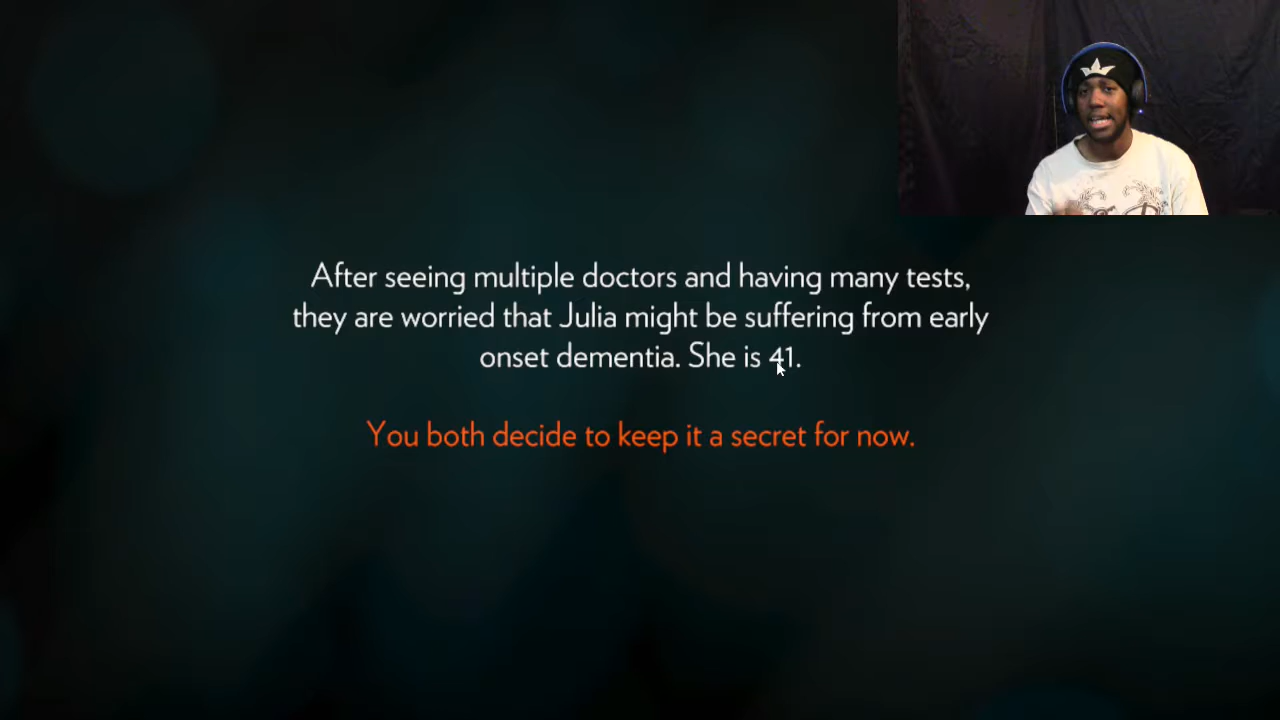 After seeing multiple doctors and having many tests,
they are worried that Julia might be suffering from early
onset dementia. She is 41.
You both decide to keep it a secret for now.